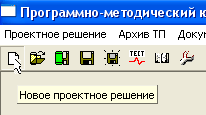 Программно-методический к
Проектное решение Архив ТП Доку
ТЕСТ
Новое проектное решение